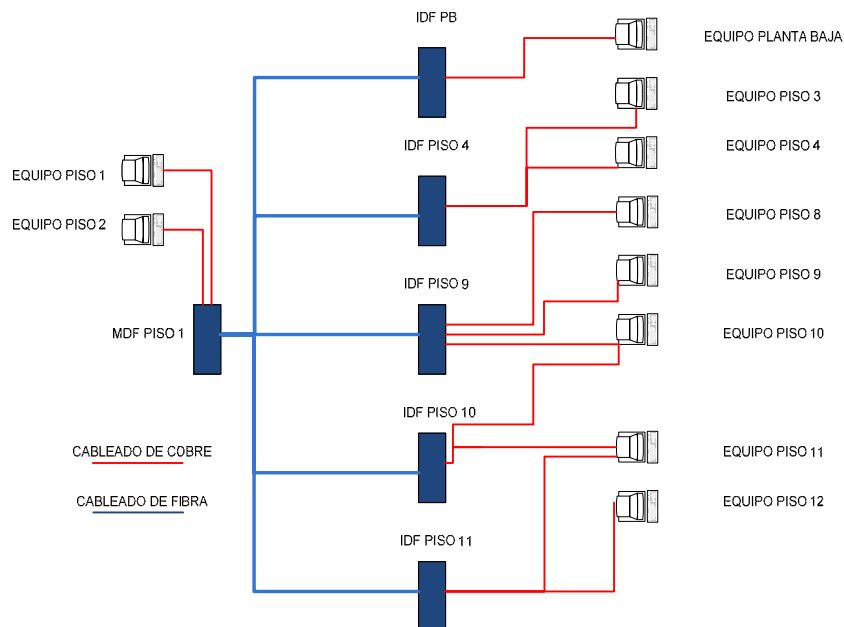 IDF PB
EQUIPO PLANTA BAJA
EQUIPO PISO 3
IDF PISO 4
EQUIPO PISO 4
EQUIPO PISO 1
EQUIPO PISO 2
EQUIPO PISO 8
IDF PISO 9
EQUIPO PISO 9
MDF PISO 1
EQUIPO PISO 10
IDF PISO 10
CABLEADO DE COBRE
EQUIPO PISO 11
CABLEADO DE FIBRA
EQUIPO PISO 12
IDF PISO 11